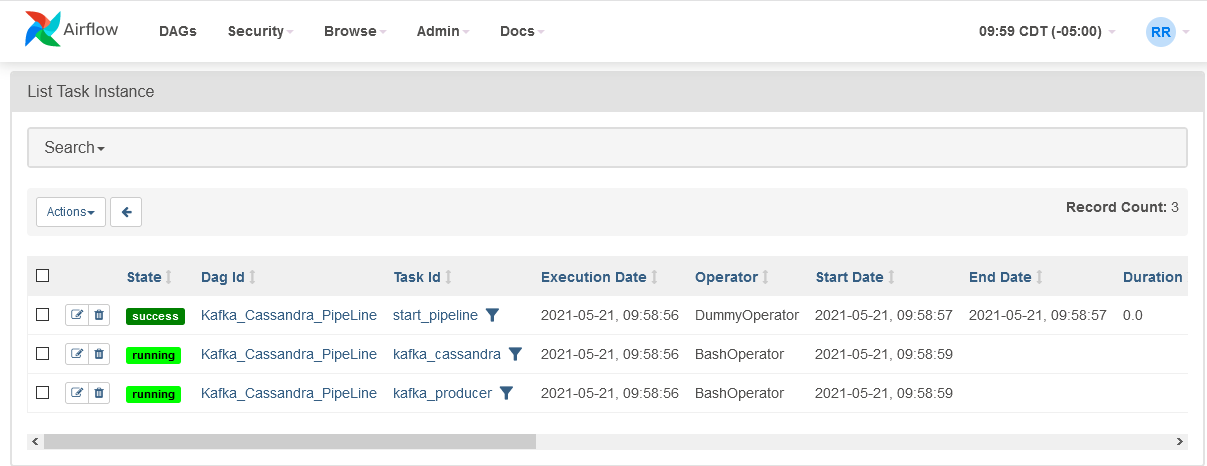 Airflow DAGs Security Browse Admin Docs 09:59 CDT (-05:00) RR
List Task Instance
Search
Actions Record Count: 3
State Dag Id Task Id Execution Date Operator Start Date End Date Duration
success Kafka_Cassandra_PipeLine start_pipeline 2021-05-21, 09:58:56 DummyOperator 2021-05-21, 09:58:57 2021-05-21, 09:58:57 0.0
running Kafka_Cassandra_PipeLine kafka_cassandra 2021-05-21, 09:58:56 BashOperator 2021-05-21, 09:58:59
running Kafka_Cassandra_PipeLine kafka_producer 2021-05-21, 09:58:56 BashOperator 2021-05-21, 09:58:59